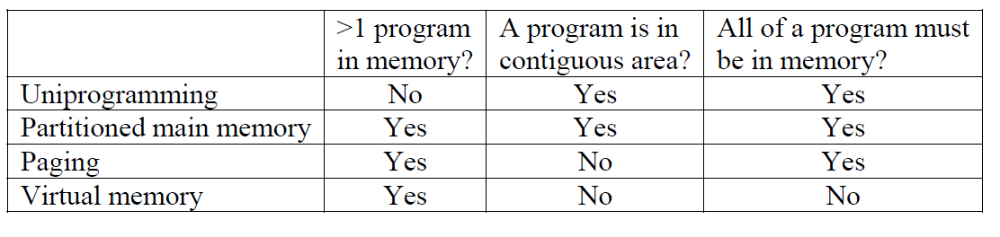 >1 program A program is in All of a program must
in memory? contiguous area? be in memory?
Uniprogramming No Yes Yes
Partitioned main memory Yes Yes Yes
Paging Yes No Yes
Virtual memory Yes No No